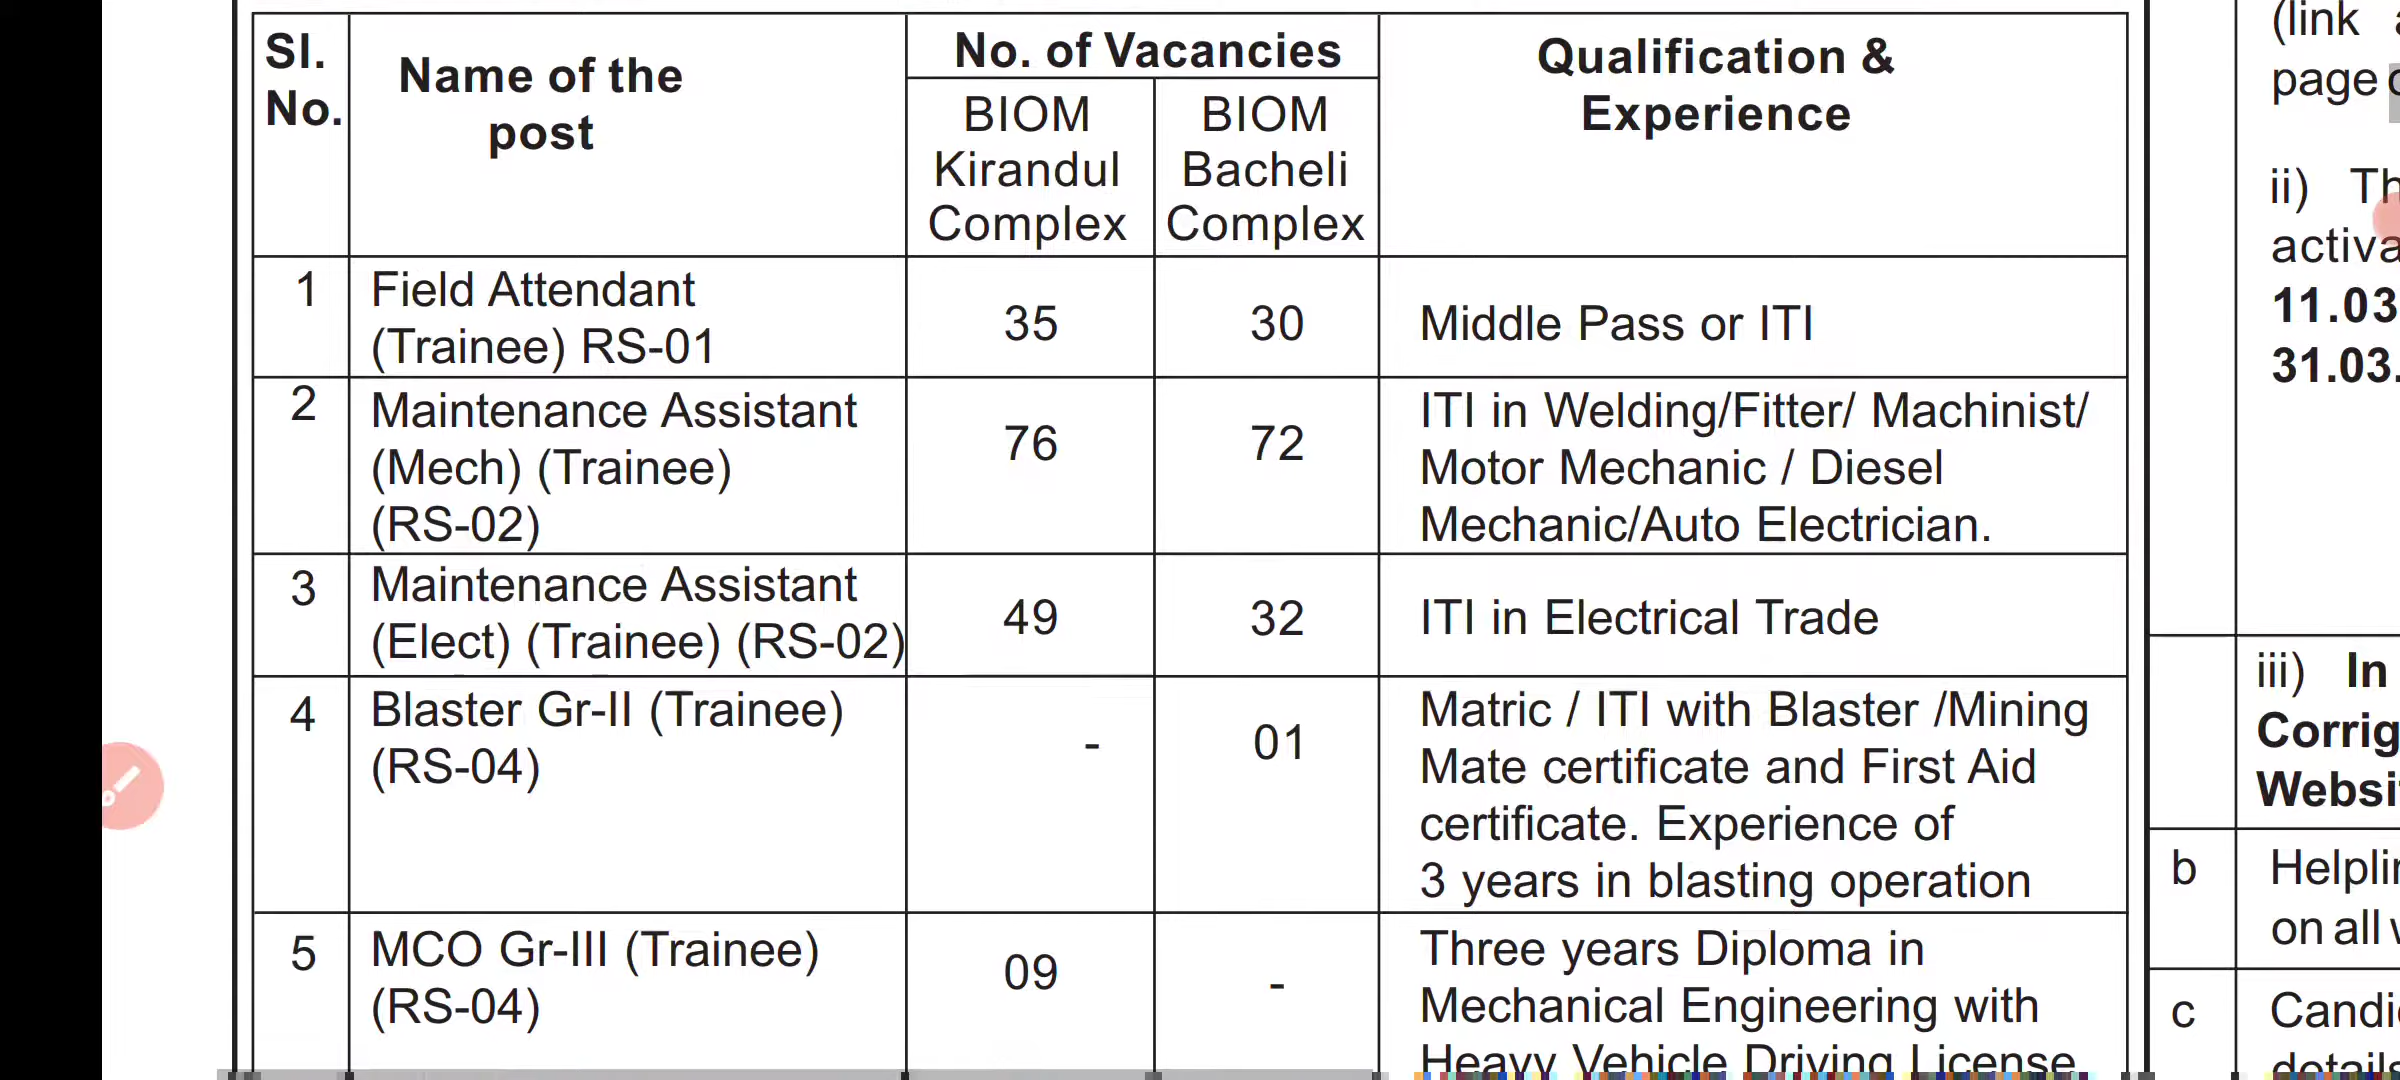 Sl.
No.
Name of the
post
No. of Vacancies
BIOM
Kirandul
Complex
BIOM
Bacheli
Complex
Qualification &
Experience
1
Field Attendant
(Trainee) RS-01
35
30
Middle Pass or ITI
2
Maintenance Assistant
(Mech) (Trainee)
(RS-02)
76
72
ITI in Welding/Fitter/ Machinist/
Motor Mechanic / Diesel
Mechanic/Auto Electrician.
3
Maintenance Assistant
(Elect) (Trainee) (RS-02)
49
32
ITI in Electrical Trade
4
Blaster Gr-II (Trainee)
(RS-04)
-
01
Matric / ITI with Blaster /Mining
Mate certificate and First Aid
certificate. Experience of
3 years in blasting operation
5
MCO Gr-III (Trainee)
(RS-04)
09
-
Three years Diploma in
Mechanical Engineering with
Heavy Vehicle Driving License
(link
page
ii)
11.03
31.03.
iii) In
b
on all
c